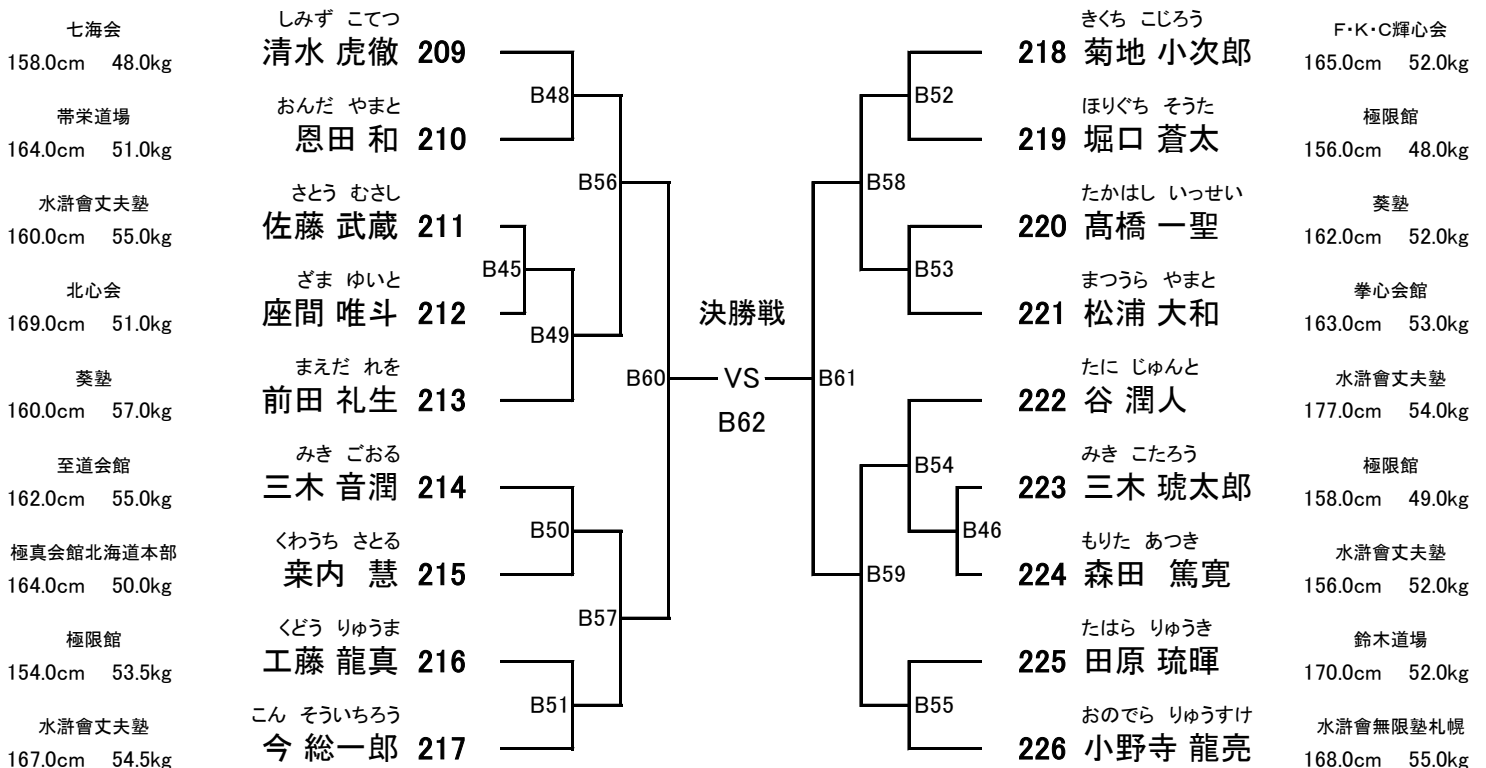 七海会
158.0cm 48.0kg
しみず こてつ
清水 虎徹 209
帯栄道場
164.0cm 51.0kg
おんだ やまと
恩田 和 210
水滸會丈夫塾
160.0cm 55.0kg
さとう むさし
佐藤 武蔵 211
北心会
169.0cm 51.0kg
ざま ゆいと
座間 唯斗 212
葵塾
160.0cm 57.0kg
まえだ れを
前田 礼生 213
至道会館
162.0cm 55.0kg
みき ごおる
三木 音潤 214
極真会館北海道本部
164.0cm 50.0kg
くわうち さとる
桒内 慧 215
極限館
154.0cm 53.5kg
くどう りゅうま
工藤 龍真 216
水滸會丈夫塾
167.0cm 54.5kg
こん そういちろう
今 総一郎 217
B48
B56
B45
B49
B60
B50
B57
B51
決勝戦
VS
B62
B52
B58
B53
B61
B54
B46
B59
B55
きくち こじろう
218 菊地 小次郎
F・K・C輝心会
165.0cm 52.0kg
ほりぐち そうた
219 堀口 蒼太
極限館
156.0cm 48.0kg
たかはし いっせい
220 髙橋 一聖
葵塾
162.0cm 52.0kg
まつうら やまと
221 松浦 大和
拳心会館
163.0cm 53.0kg
たに じゅんと
222 谷 潤人
水滸會丈夫塾
177.0cm 54.0kg
みき こたろう
223 三木 琥太郎
極限館
158.0cm 49.0kg
もりた あつき
224 森田 篤寛
水滸會丈夫塾
156.0cm 52.0kg
たはら りゅうき
225 田原 琉暉
鈴木道場
170.0cm 52.0kg
おのでら りゅうすけ
226 小野寺 龍亮
水滸會無限塾札幌
168.0cm 55.0kg